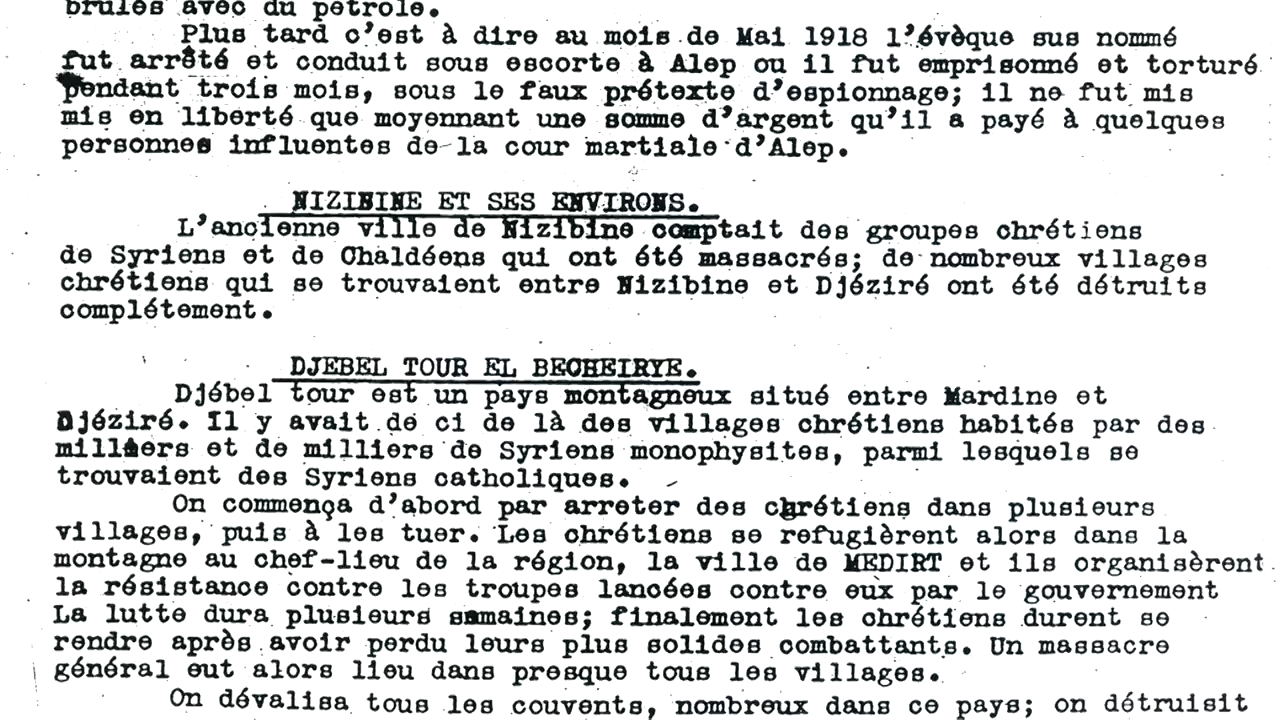 brulés avec du pétrole.
Plus tard c'est à dire au mois de Mai 1918 l'évèque sus nommé
fut arrêté et conduit sous escorte à Alep ou il fut emprisonné et torturé
pendant trois mois, sous le faux prétexte d'espionnage; il ne fut mis
mis en liberté que moyennant une somme d'argent qu'il a payé à quelques
personnes influentes de la cour martiale d'Alep.
NIZIBINE ET SES ENVIRONS.
L'ancienne ville de Nizibine comptait des groupes chrétiens
de Syriens et de Chaldéens qui ont été massacrés; de nombreux villages
chrétiens qui se trouvaient entre Nizibine et Djéziré ont été détruits
complétement.
DJEBEL TOUR EL BECHEIRYE.
Djébel tour est un pays montagneux situé entre Mardine et
Djéziré. Il y avait de ci de là des villages chrétiens habités par des
milliers et de milliers de Syriens monophysites, parmi lesquels se
trouvaient des Syriens catholiques.
On commença d'abord par arreter des chrétiens dans plusieurs
villages, puis à les tuer. Les chrétiens se refugièrent alors dans la
montagne au chef-lieu de la région, la ville de MEDIRT et ils organisèrent
la résistance contre les troupes lancées contre eux par le gouvernement
La lutte dura plusieurs semaines; finalement les chrétiens durent se
rendre après avoir perdu leurs plus solides combattants. Un massacre
général eut alors lieu dans presque tous les villages.
On dévalisa tous les couvents, nombreux dans ce pays; on détruisit